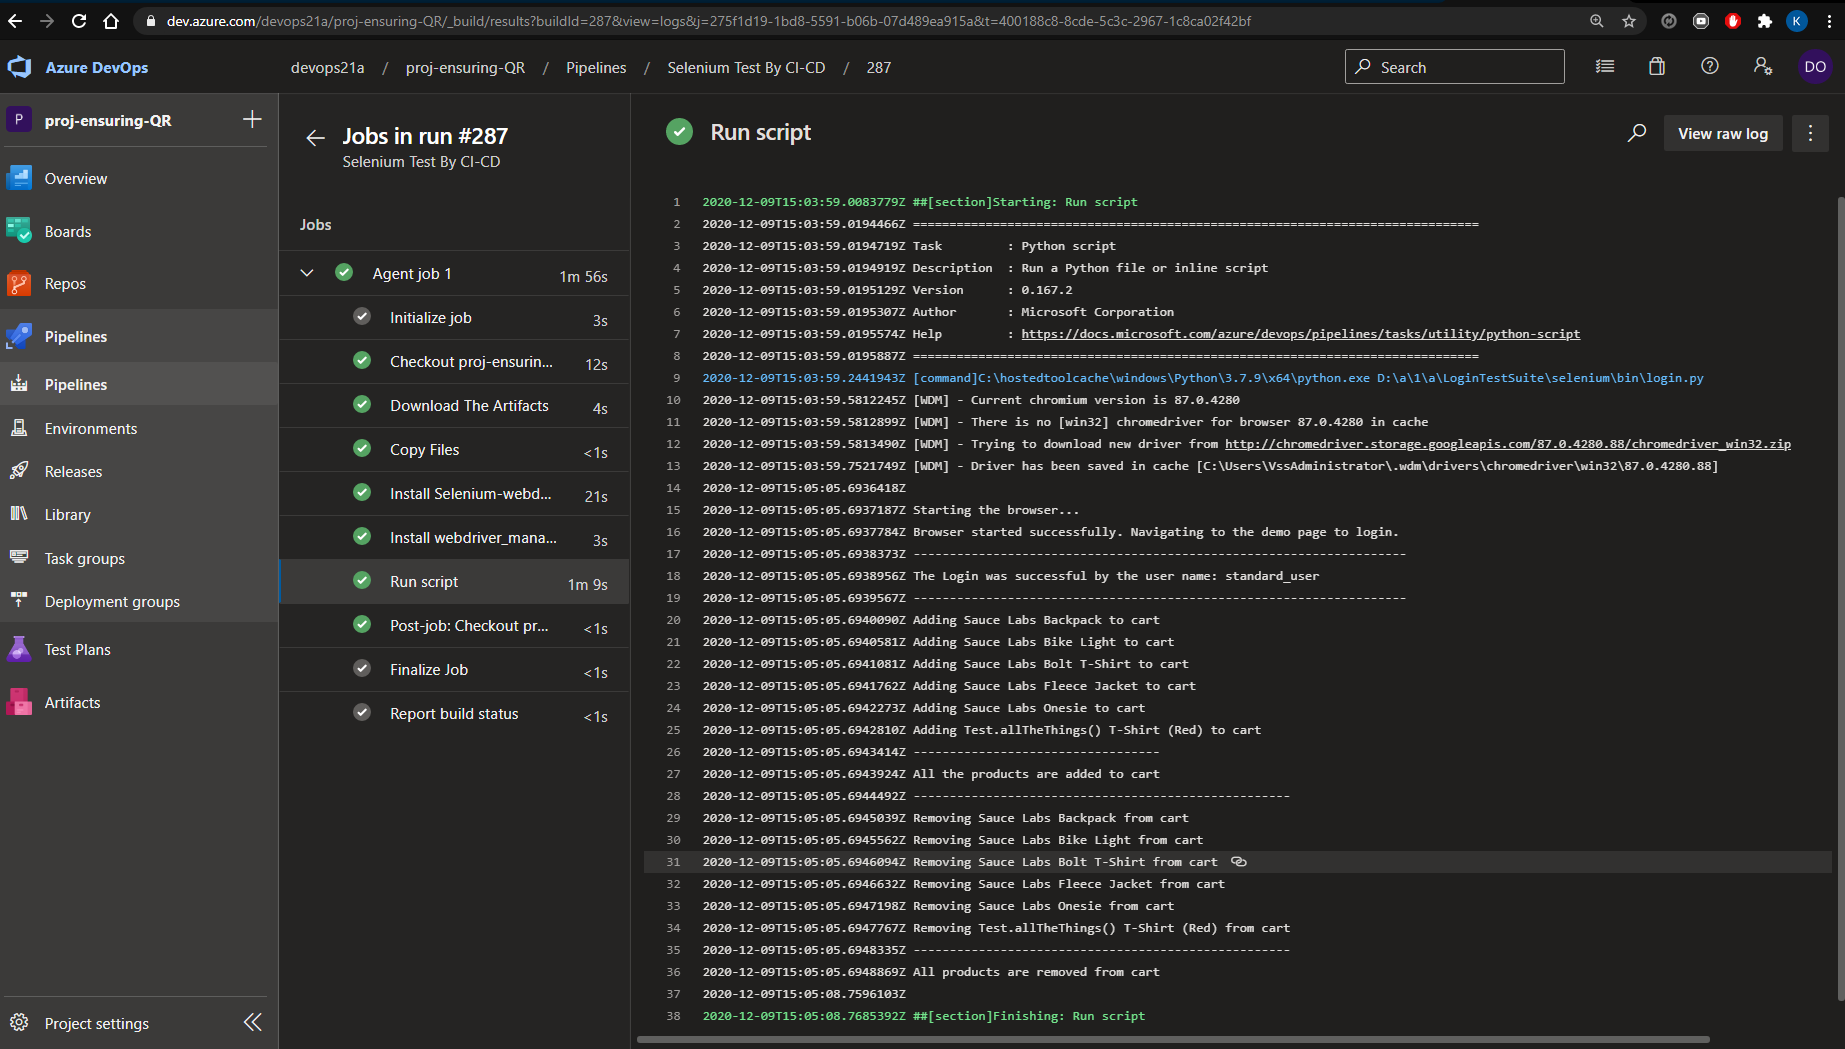 dev.azure.com/devops21a/proj-ensuring-QR/_build/results?buildId=287&view=logs&j=275f1d19-1bd8-5591-b06b-07d489ea915a&t=400188c8-8cde-5c3c-2967-1c8ca02f42bf
K
Azure DevOps
devops21a / proj-ensuring-QR / Pipelines / Selenium Test By CI-CD / 287
Search
DO
P proj-ensuring-QR
Overview
Boards
Repos
Pipelines
Pipelines
Environments
Releases
Library
Task groups
Deployment groups
Test Plans
Artifacts
Project settings
Jobs in run #287
Selenium Test By CI-CD
Jobs
Agent job 1 1m 56s
Initialize job 3s
Checkout proj-ensurin... 12s
Download The Artifacts 4s
Copy Files <1s
Install Selenium-webd... 21s
Install webdriver_mana... 3s
Run script 1m 9s
Post-job: Checkout pr... <1s
Finalize Job <1s
Report build status <1s
Run script
View raw log
1 2020-12-09T15:03:59.0083779Z ##[section]Starting: Run script
2 2020-12-09T15:03:59.0194466Z ==============================================================================
3 2020-12-09T15:03:59.0194719Z Task : Python script
4 2020-12-09T15:03:59.0194919Z Description : Run a Python file or inline script
5 2020-12-09T15:03:59.0195129Z Version : 0.167.2
6 2020-12-09T15:03:59.0195307Z Author : Microsoft Corporation
7 2020-12-09T15:03:59.0195574Z Help : https://docs.microsoft.com/azure/devops/pipelines/tasks/utility/python-script
8 2020-12-09T15:03:59.0195887Z ==============================================================================
9 2020-12-09T15:03:59.2441943Z [command]C:\hostedtoolcache\windows\Python\3.7.9\x64\python.exe D:\a\1\a\LoginTestSuite\selenium\bin\login.py
10 2020-12-09T15:03:59.5812245Z [WDM] - Current chromium version is 87.0.4280
11 2020-12-09T15:03:59.5812899Z [WDM] - There is no [win32] chromedriver for browser 87.0.4280 in cache
12 2020-12-09T15:03:59.5813490Z [WDM] - Trying to download new driver from http://chromedriver.storage.googleapis.com/87.0.4280.88/chromedriver_win32.zip
13 2020-12-09T15:03:59.7521749Z [WDM] - Driver has been saved in cache [C:\Users\VssAdministrator\.wdm\drivers\chromedriver\win32\87.0.4280.88]
14 2020-12-09T15:05:05.6936418Z
15 2020-12-09T15:05:05.6937187Z Starting the browser...
16 2020-12-09T15:05:05.6937784Z Browser started successfully. Navigating to the demo page to login.
17 2020-12-09T15:05:05.6938373Z --------------------------------------------------------------------
18 2020-12-09T15:05:05.6938956Z The Login was successful by the user name: standard_user
19 2020-12-09T15:05:05.6939567Z --------------------------------------------------------------------
20 2020-12-09T15:05:05.6940090Z Adding Sauce Labs Backpack to cart
21 2020-12-09T15:05:05.6940581Z Adding Sauce Labs Bike Light to cart
22 2020-12-09T15:05:05.6941081Z Adding Sauce Labs Bolt T-Shirt to cart
23 2020-12-09T15:05:05.6941762Z Adding Sauce Labs Fleece Jacket to cart
24 2020-12-09T15:05:05.6942273Z Adding Sauce Labs Onesie to cart
25 2020-12-09T15:05:05.6942810Z Adding Test.allTheThings() T-Shirt (Red) to cart
26 2020-12-09T15:05:05.6943414Z ----------------------------------
27 2020-12-09T15:05:05.6943924Z All the products are added to cart
28 2020-12-09T15:05:05.6944492Z ----------------------------------------------------
29 2020-12-09T15:05:05.6945039Z Removing Sauce Labs Backpack from cart
30 2020-12-09T15:05:05.6945562Z Removing Sauce Labs Bike Light from cart
31 2020-12-09T15:05:05.6946094Z Removing Sauce Labs Bolt T-Shirt from cart
32 2020-12-09T15:05:05.6946632Z Removing Sauce Labs Fleece Jacket from cart
33 2020-12-09T15:05:05.6947198Z Removing Sauce Labs Onesie from cart
34 2020-12-09T15:05:05.6947767Z Removing Test.allTheThings() T-Shirt (Red) from cart
35 2020-12-09T15:05:05.6948335Z ----------------------------------------------------
36 2020-12-09T15:05:05.6948869Z All products are removed from cart
37 2020-12-09T15:05:08.7596103Z
38 2020-12-09T15:05:08.7685392Z ##[section]Finishing: Run script